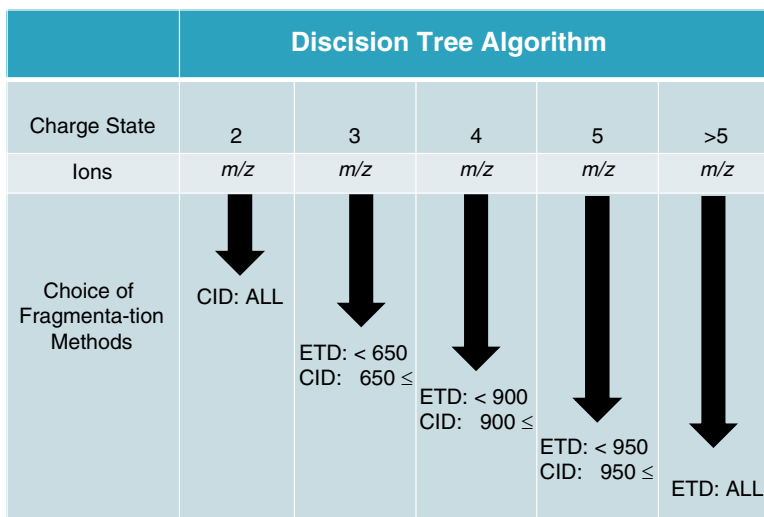 Discision Tree Algorithm
Charge State 2 3 4 5 >5
Ions m/z m/z m/z m/z m/z
Choice of
Fragmenta-tion
Methods
CID: ALL
ETD: < 650
CID: 650 ≤
ETD: < 900
CID: 900 ≤
ETD: < 950
CID: 950 ≤
ETD: ALL